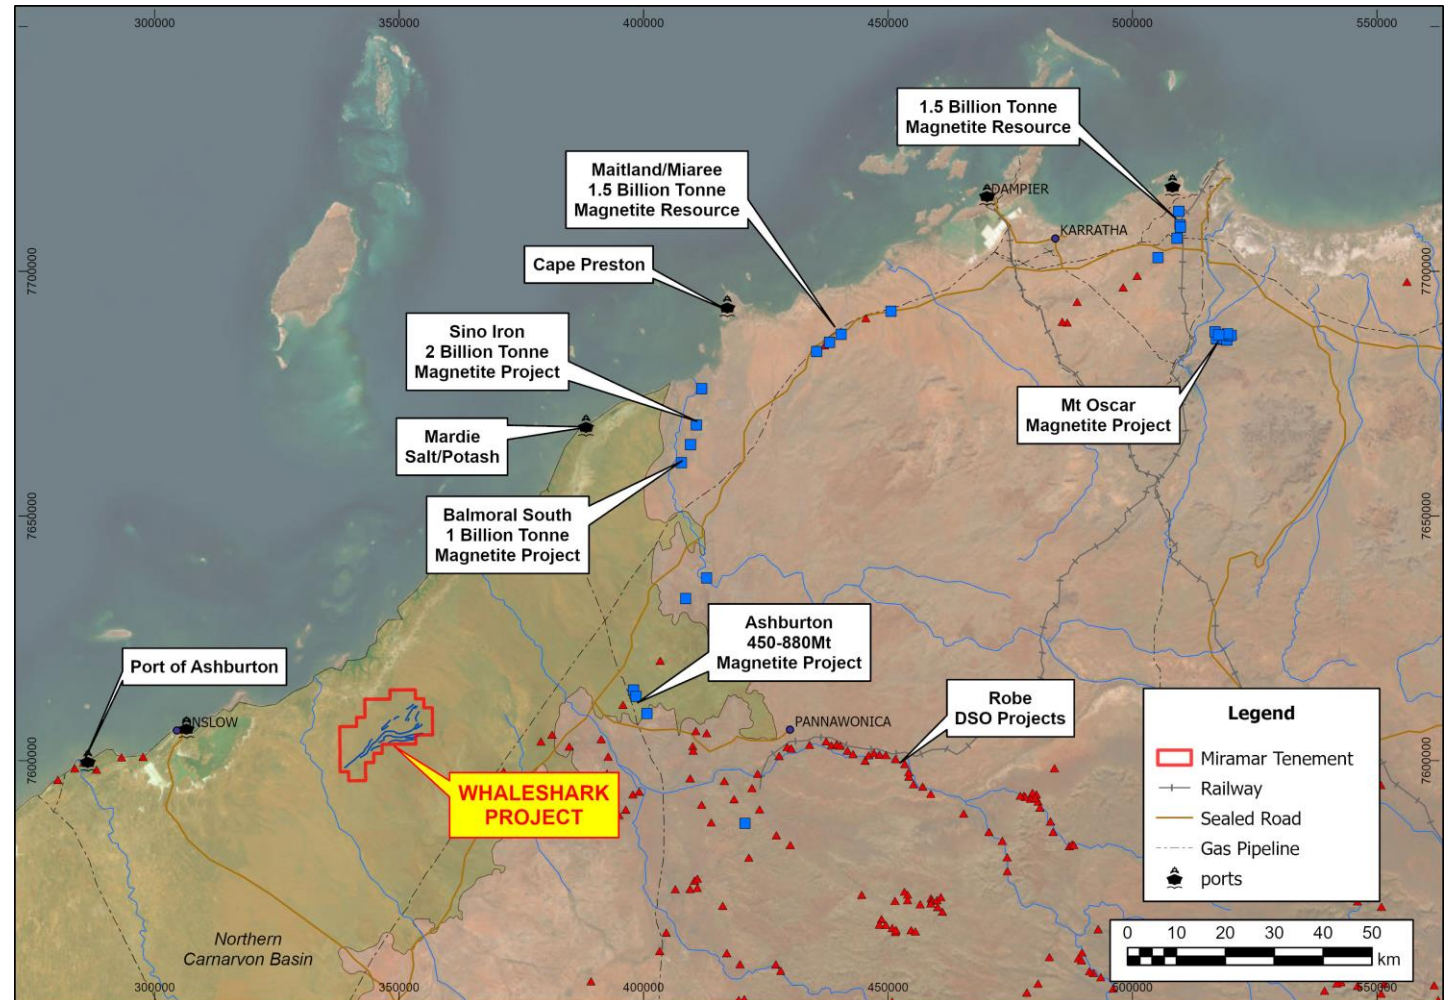 300000
350000
400000
450000
500000
550000
1.5 Billion Tonne
Magnetite Resource
Maitland/Miaree
1.5 Billion Tonne
Magnetite Resource
DAMPIER
KARRATHA
Cape Preston
7700000
7700000
Sino Iron
2 Billion Tonne
Magnetite Project
Mt Oscar
Magnetite Project
Mardie
Salt/Potash
Balmoral South
1 Billion Tonne
Magnetite Project
7650000
7650000
Ashburton
450-880Mt
Magnetite Project
Port of Ashburton
Robe
DSO Projects
NSLOW
PANNAWONICA
7600000
7600000
WHALESHARK
PROJECT
Legend
Miramar Tenement
Railway
Sealed Road
Gas Pipeline
ports
Northern
Carnarvon Basin
0 10 20 30 40 50
km
300000
350000
400000
450000
500000
550000